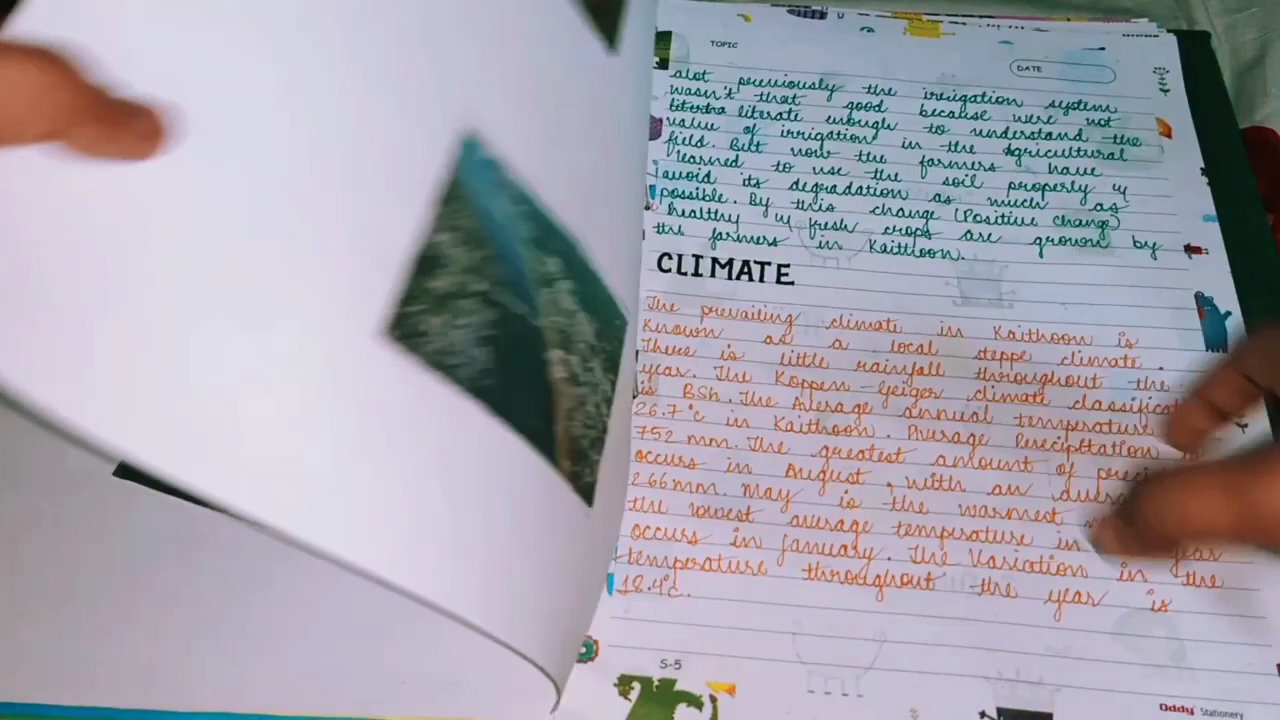 TOPIC
DATE
alot previously the irrigation system
wasn't that good because were not
literate enough to understand the
value of irrigation in the Agricultural
field. But now the farmers have
learned to use the soil properly
avoid its degradation as much as
possible. By this change (Positive change)
healthy fresh crops are grown by
the farmers in Kaithoon.
CLIMATE
The prevailing climate in Kaithoon is
Known as a local steppe climate.
There is little rainfall throughout the
year. The Koppen-Geiger climate classific
is BSh. The Average annual temperature
26.7°c in Kaithoon. Average Percipitation
752 mm. The greatest amount of preci
occurs in August, with an
266mm. May is the warmest
the lowest average temperature in year
occurs in January. The Variation in the
temperature throughout the year is
18.4°c.
S-5
Oddy Stationery